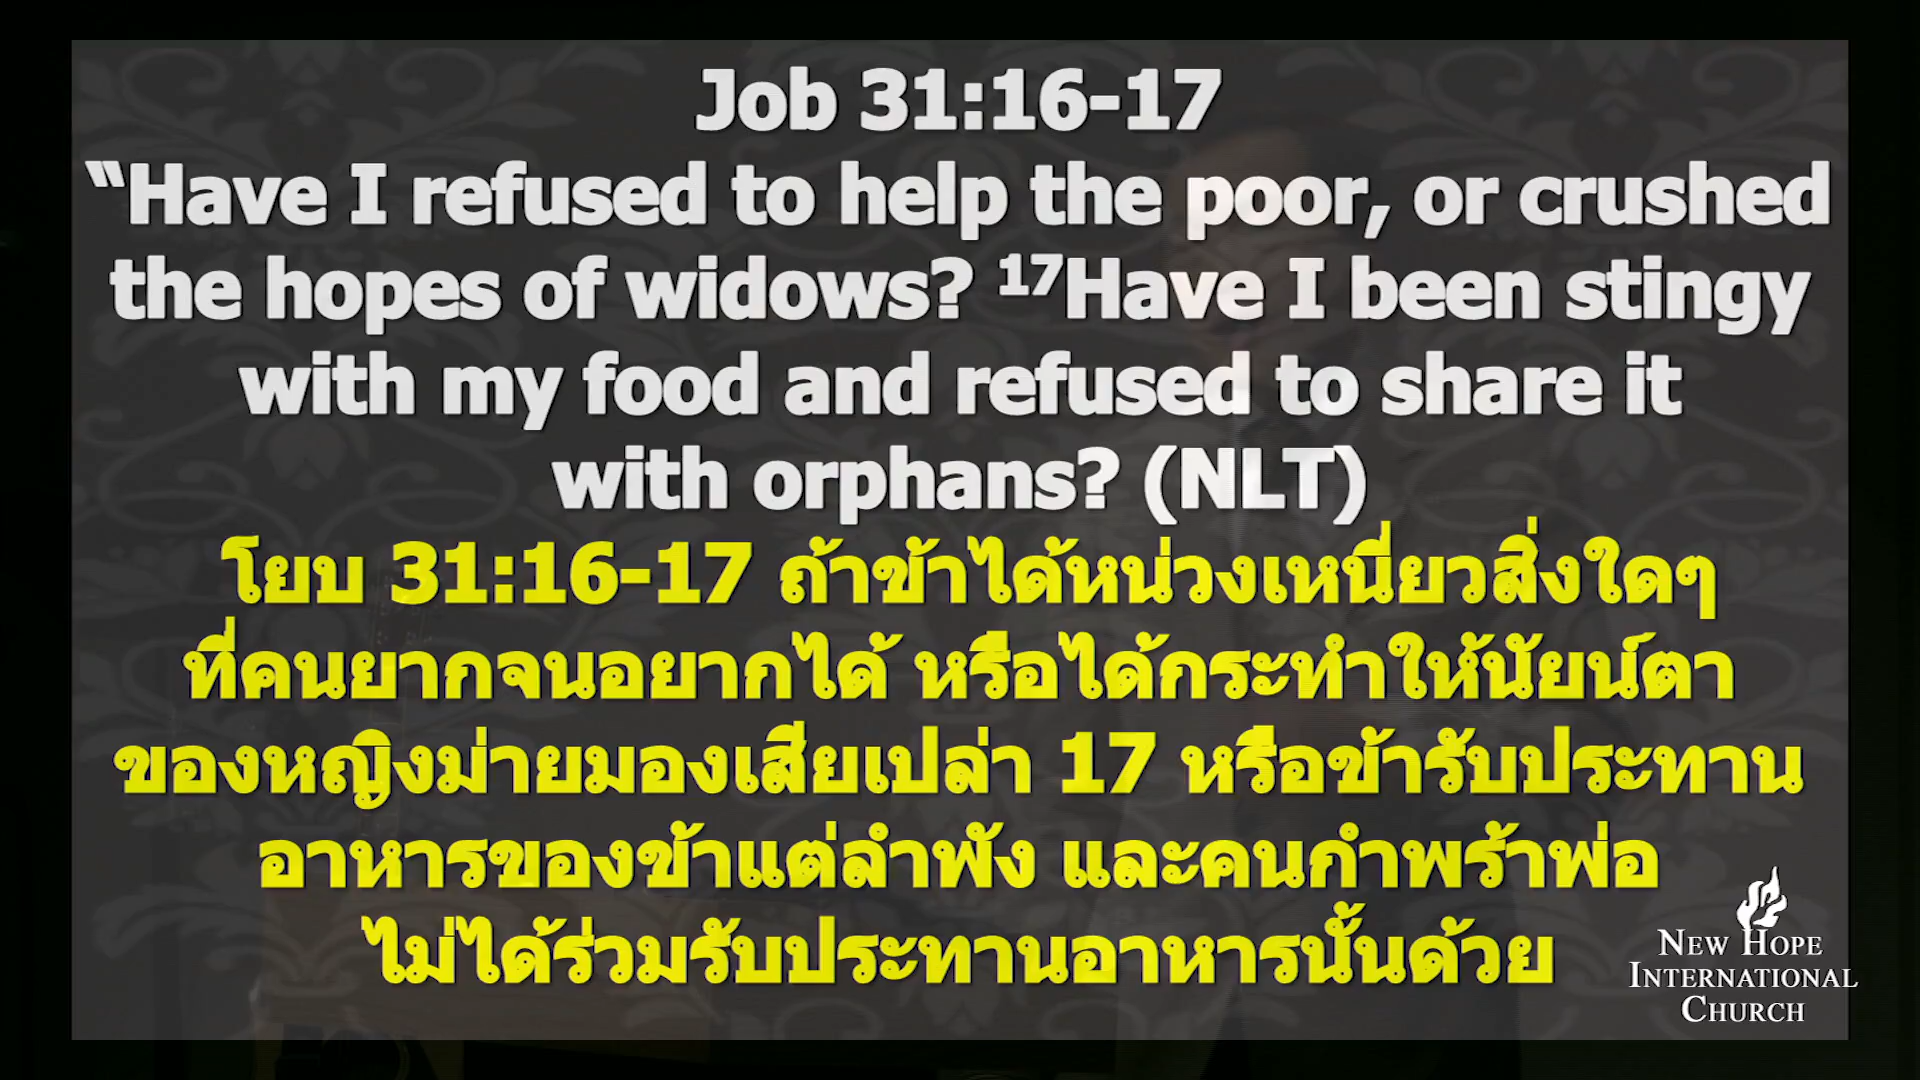 Job 31:16-17
“Have I refused to help the poor, or crushed
the hopes of widows? ¹⁷Have I been stingy
with my food and refused to share it
with orphans? (NLT)
โยบ 31:16-17 ถ้าข้าได้หน่วงเหนี่ยวสิ่งใดๆ
ที่คนยากจนอยากได้ หรือได้กระทำให้นัยน์ตา
ของหญิงม่ายมองเสียเปล่า 17 หรือข้ารับประทาน
อาหารของข้าแต่ลำพัง และคนกำพร้าพ่อ
ไม่ได้ร่วมรับประทานอาหารนั้นด้วย
NEW HOPE
INTERNATIONAL
CHURCH